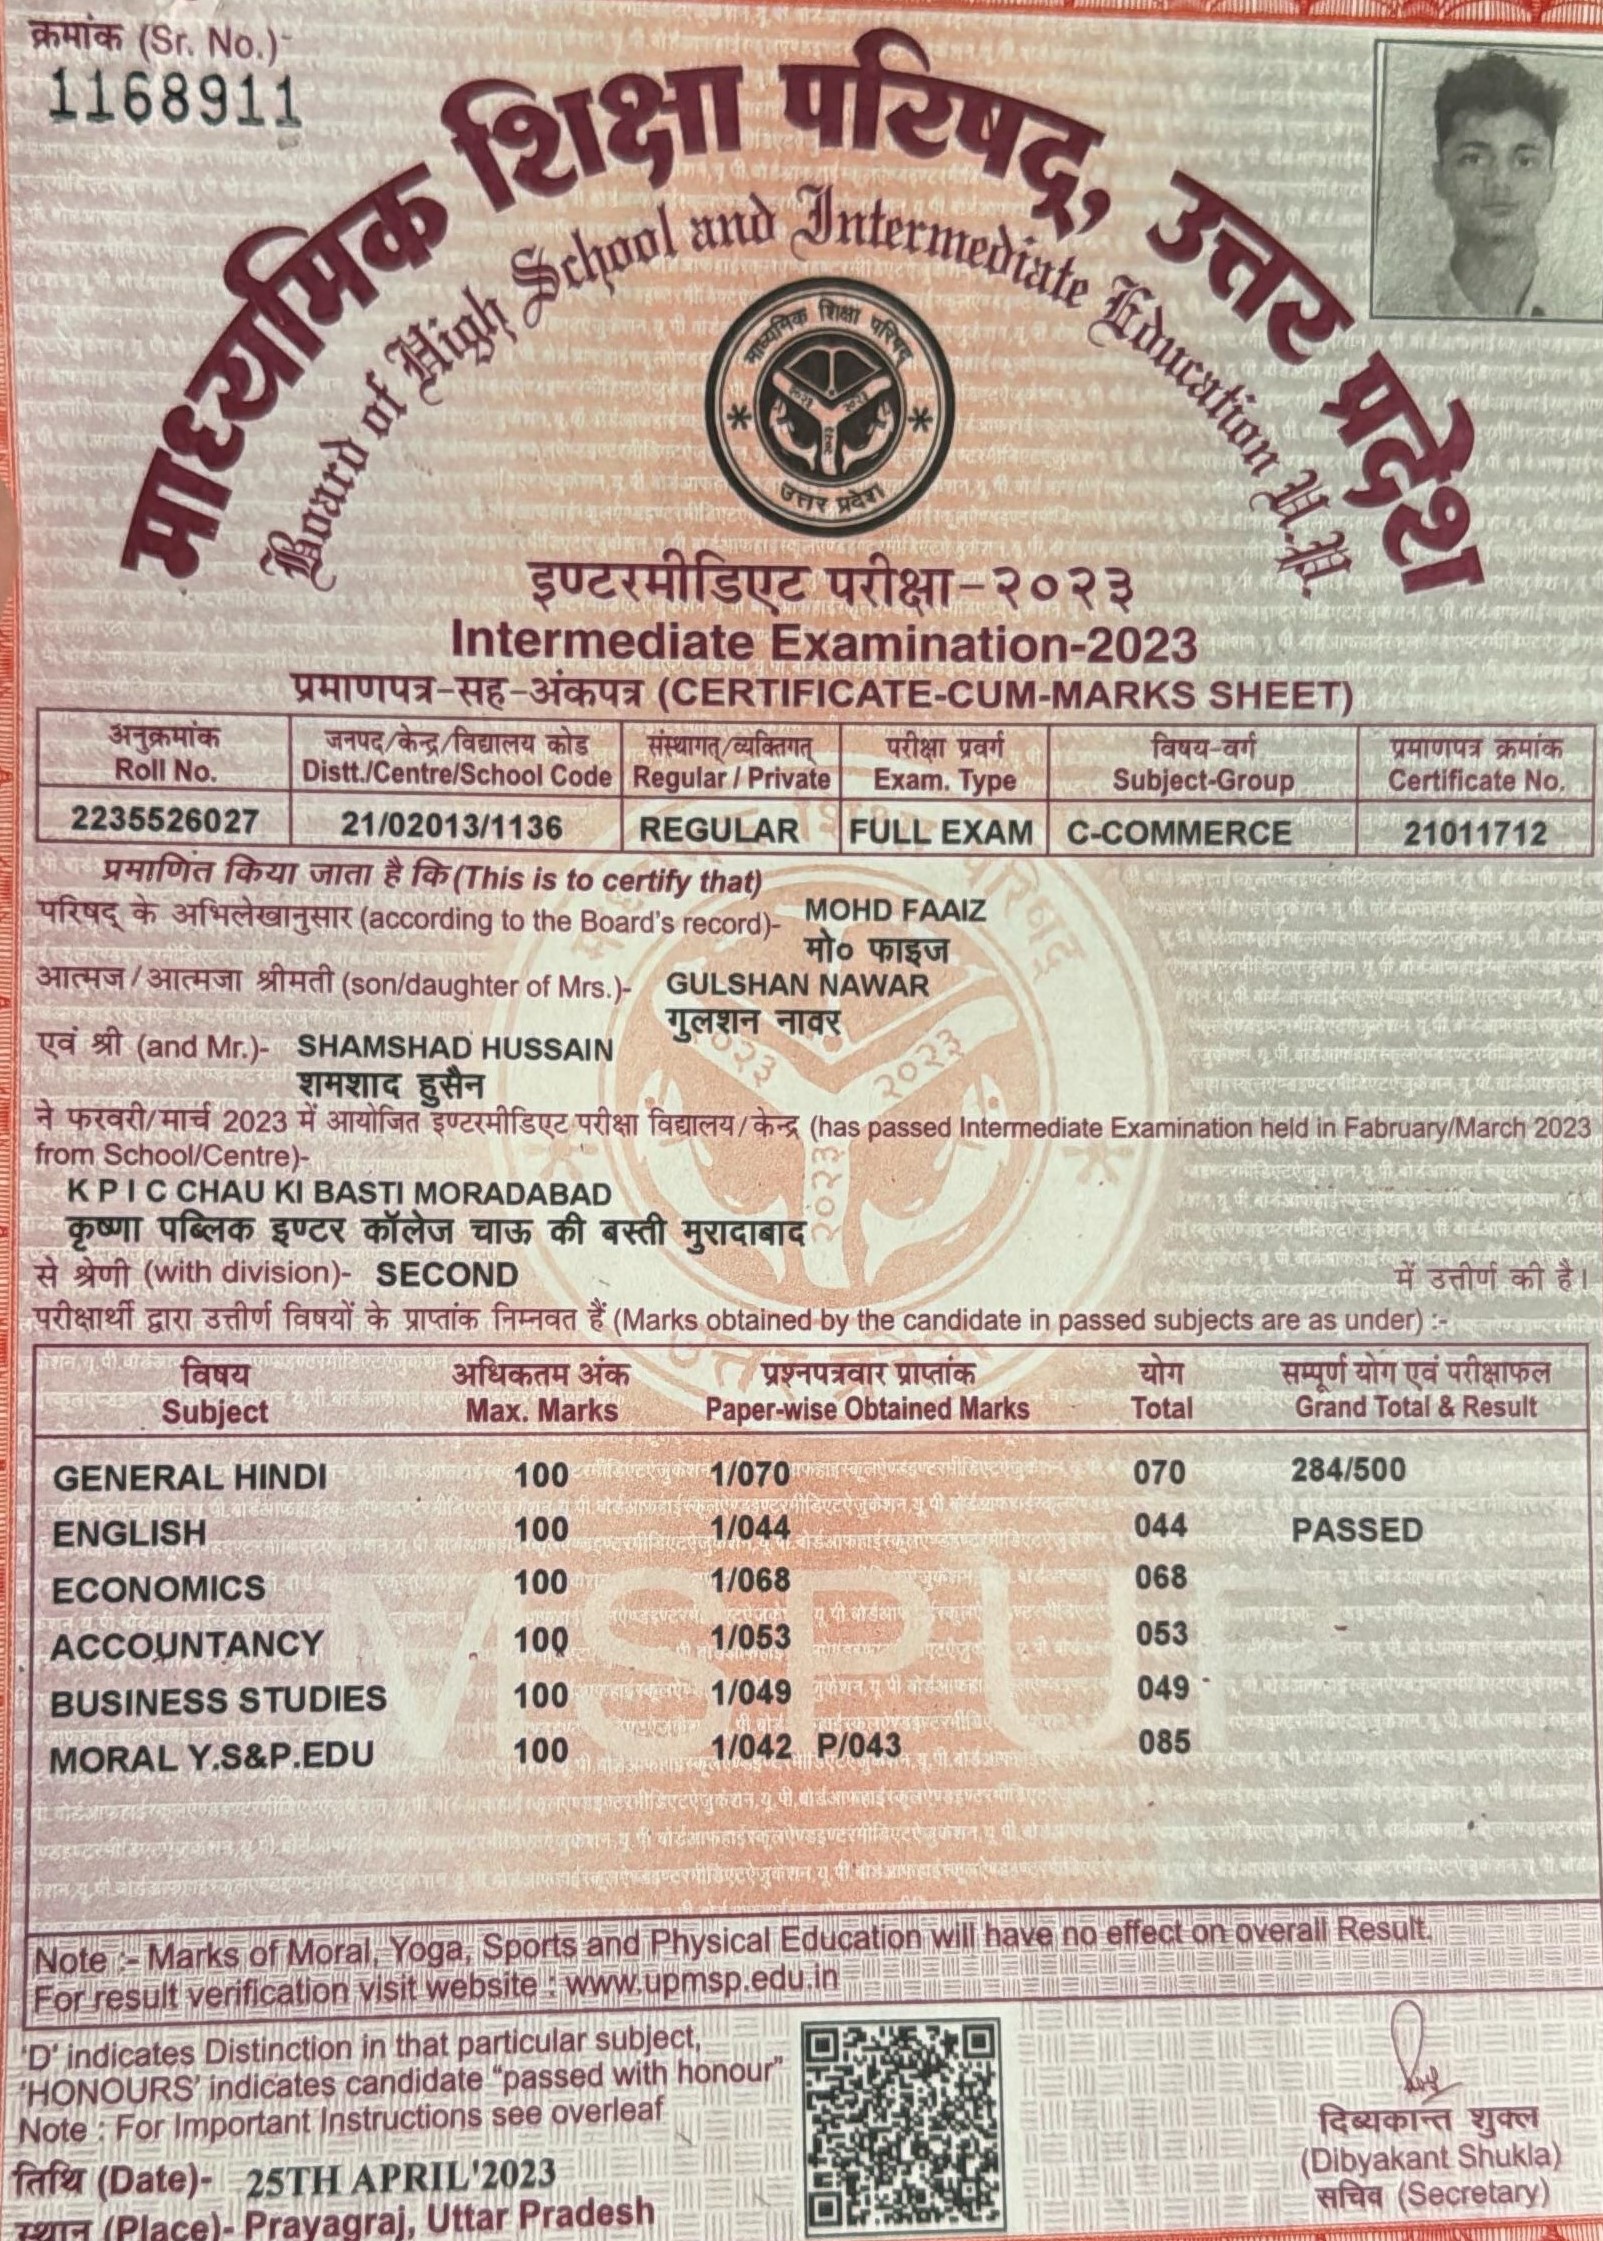 क्रमांक (Sr. No.)-
1168911
माध्यमिक शिक्षा परिषद्, उत्तर प्रदेश
Board of High School and Intermediate Education U.P.
माध्यमिक शिक्षा परिषद्
उत्तर प्रदेश
इण्टरमीडिएट परीक्षा-२०२३
Intermediate Examination-2023
प्रमाणपत्र-सह-अंकपत्र (CERTIFICATE-CUM-MARKS SHEET)
अनुक्रमांक जनपद/केन्द्र/विद्यालय कोड संस्थागत्/व्यक्तिगत् परीक्षा प्रवर्ग विषय-वर्ग प्रमाणपत्र क्रमांक
Roll No. Distt./Centre/School Code Regular / Private Exam. Type Subject-Group Certificate No.
2235526027 21/02013/1136 REGULAR FULL EXAM C-COMMERCE 21011712
प्रमाणित किया जाता है कि (This is to certify that)
परिषद् के अभिलेखानुसार (according to the Board's record)- MOHD FAAIZ
मो० फाइज
आत्मज/आत्मजा श्रीमती (son/daughter of Mrs.)- GULSHAN NAWAR
गुलशन नावर
एवं श्री (and Mr.)- SHAMSHAD HUSSAIN
शमशाद हुसैन
ने फरवरी/मार्च 2023 में आयोजित इण्टरमीडिएट परीक्षा विद्यालय/केन्द्र (has passed Intermediate Examination held in Fabruary/March 2023
from School/Centre)-
K P I C CHAU KI BASTI MORADABAD
कृष्णा पब्लिक इण्टर कॉलेज चाऊ की बस्ती मुरादाबाद
से श्रेणी (with division)- SECOND में उत्तीर्ण की है।
परीक्षार्थी द्वारा उत्तीर्ण विषयों के प्राप्तांक निम्नवत हैं (Marks obtained by the candidate in passed subjects are as under) :-
विषय अधिकतम अंक प्रश्नपत्रवार प्राप्तांक योग सम्पूर्ण योग एवं परीक्षाफल
Subject Max. Marks Paper-wise Obtained Marks Total Grand Total & Result
GENERAL HINDI 100 1/070 070 284/500
ENGLISH 100 1/044 044 PASSED
ECONOMICS 100 1/068 068
ACCOUNTANCY 100 1/053 053
BUSINESS STUDIES 100 1/049 049
MORAL Y.S&P.EDU 100 1/042 P/043 085
Note :- Marks of Moral, Yoga, Sports and Physical Education will have no effect on overall Result.
For result verification visit website : www.upmsp.edu.in
'D' indicates Distinction in that particular subject,
'HONOURS' indicates candidate "passed with honour"
Note : For Important Instructions see overleaf
तिथि (Date)- 25TH APRIL'2023
स्थान (Place)- Prayagraj, Uttar Pradesh
दिब्यकान्त शुक्ल
(Dibyakant Shukla)
सचिव (Secretary)